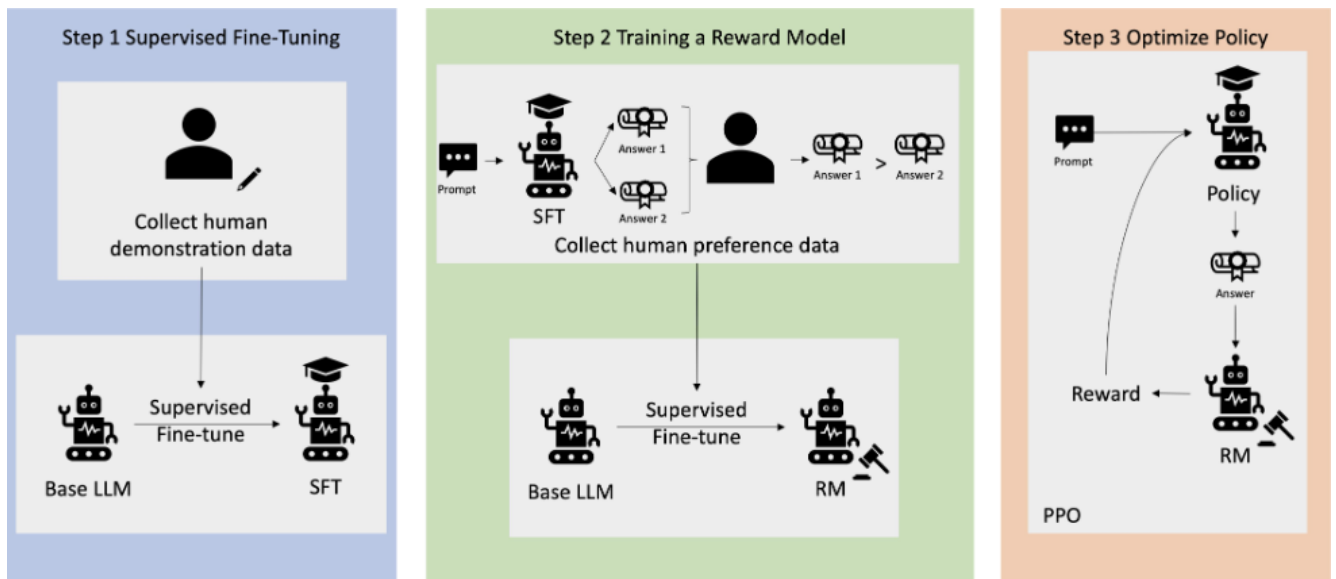 Step 1 Supervised Fine-Tuning
Collect human
demonstration data
Base LLM
Supervised
Fine-tune
SFT
Step 2 Training a Reward Model
Prompt
SFT
Answer 1
Answer 2
Answer 1
>
Answer 2
Collect human preference data
Base LLM
Supervised
Fine-tune
RM
Step 3 Optimize Policy
Prompt
Policy
Answer
Reward
RM
PPO